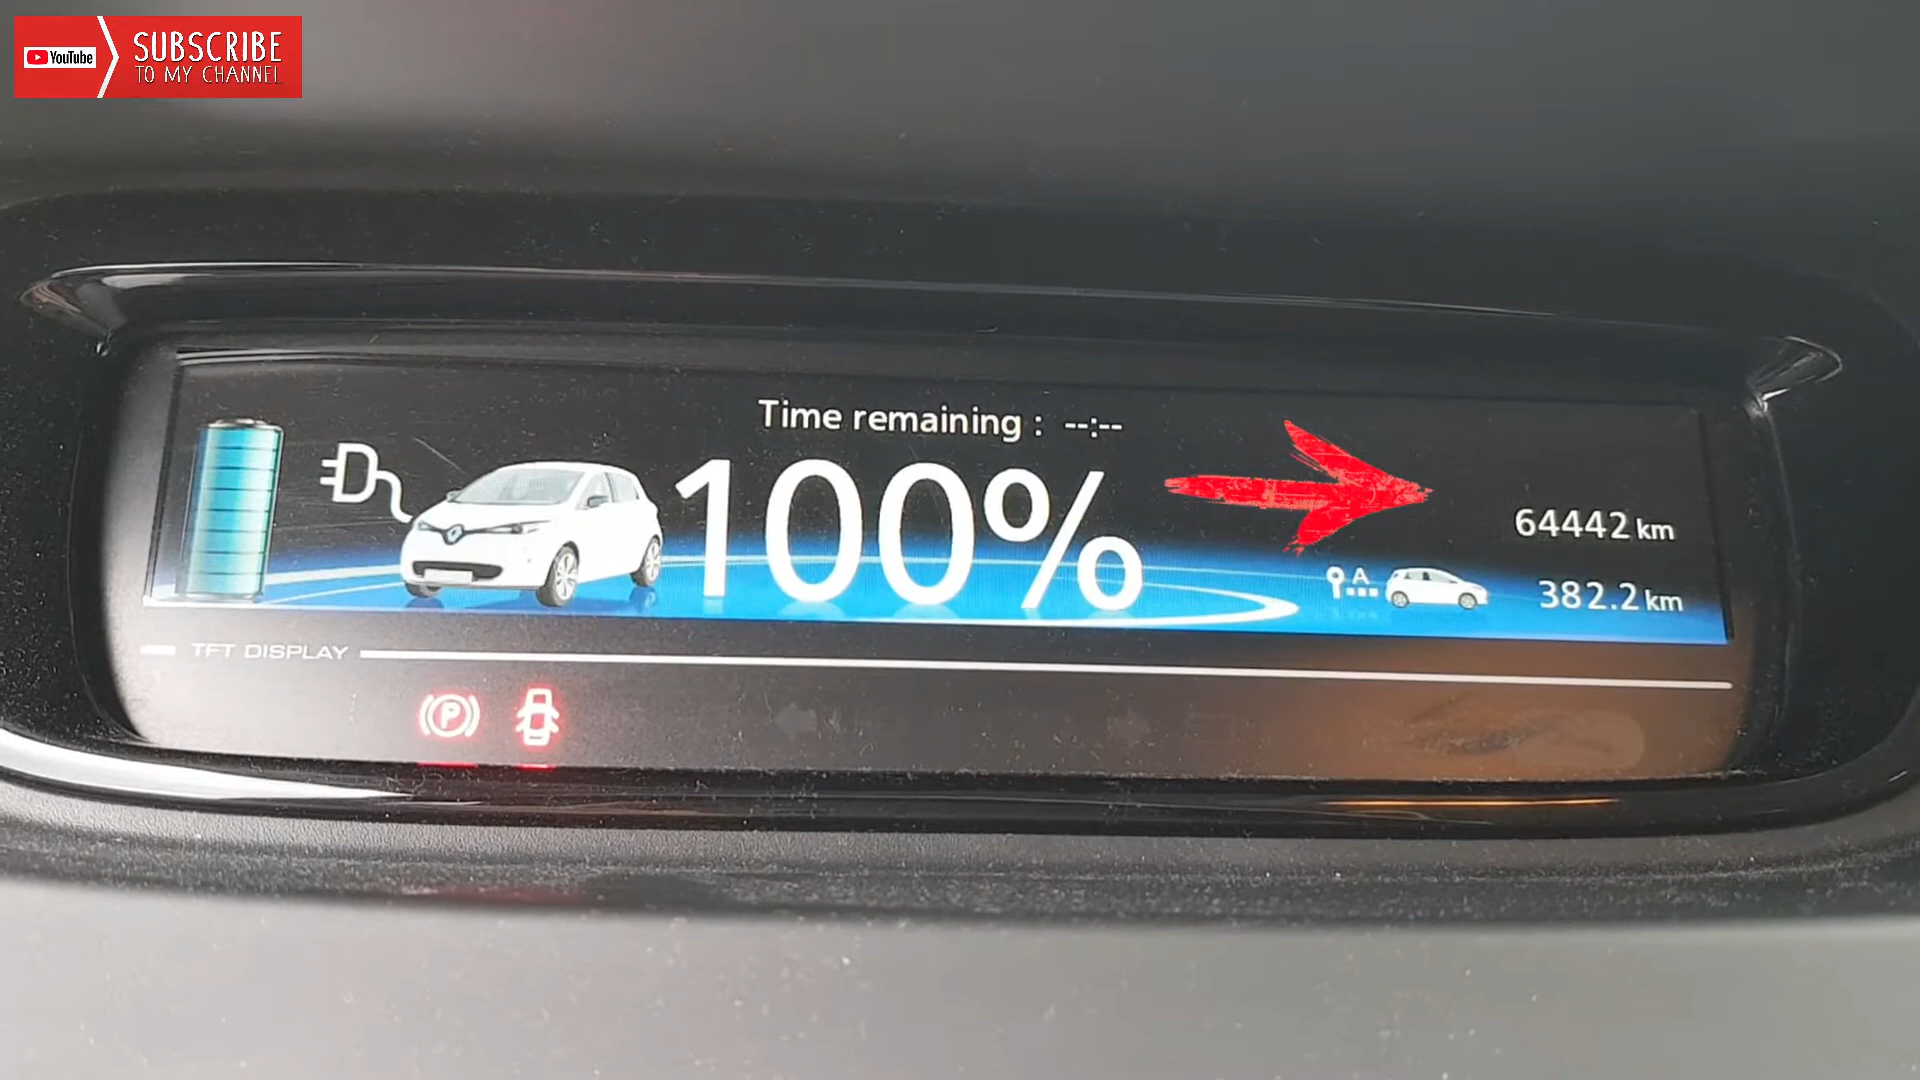 YouTube
SUBSCRIBE
TO MY CHANNEL
Time remaining : --:--
100%
64442 km
A
382.2 km
TFT DISPLAY
P